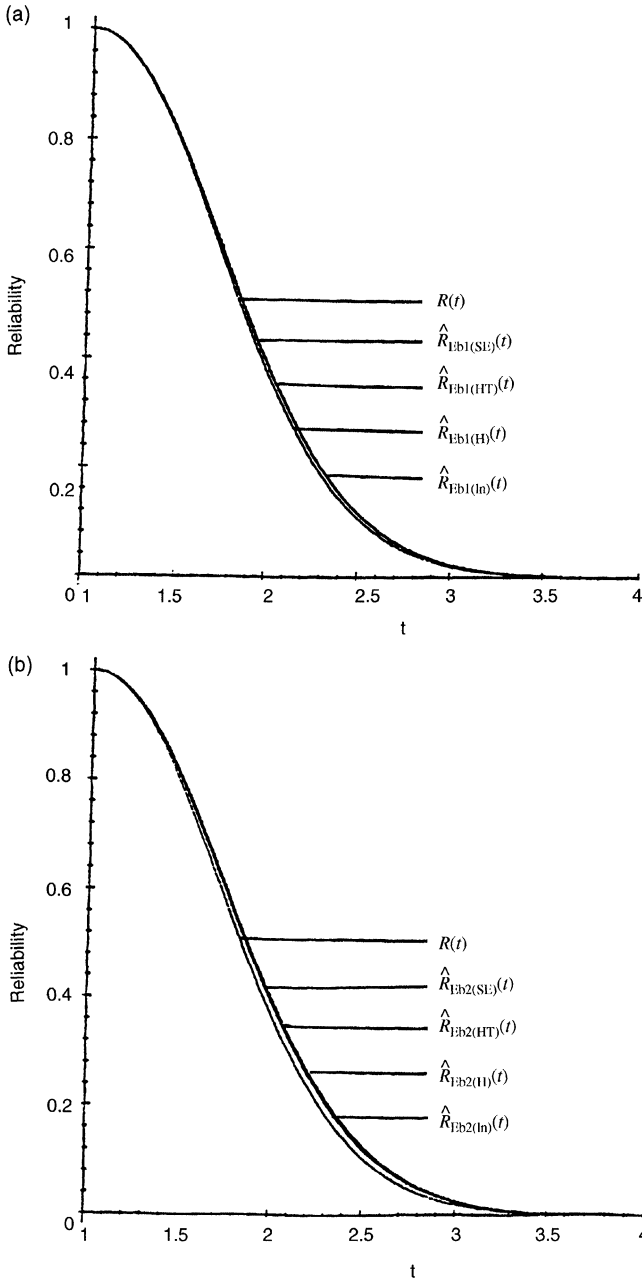 (a)
1
0.8
0.6
0.4
0.2
0 1 1.5 2 2.5 3 3.5 4
Reliability
t
R(t)
R̂Eb1(SE)(t)
R̂Eb1(HT)(t)
R̂Eb1(H)(t)
R̂Eb1(ln)(t)
(b)
1
0.8
0.6
0.4
0.2
0
1 1.5 2 2.5 3 3.5 4
Reliability
t
R(t)
R̂Eb2(SE)(t)
R̂Eb2(HT)(t)
R̂Eb2(H)(t)
R̂Eb2(ln)(t)